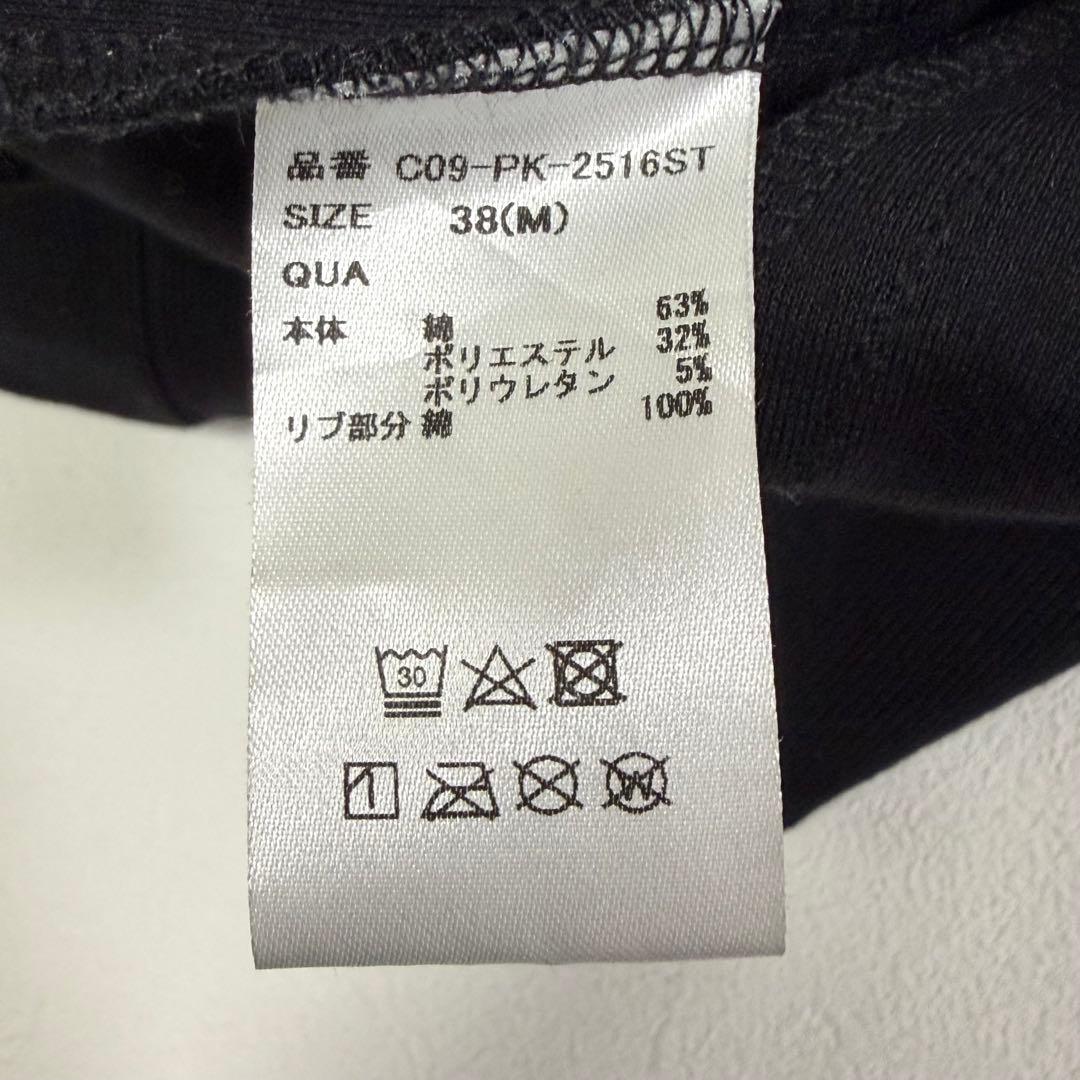 品番 C09-PK-2516ST
SIZE 38(M)
QUA
本体 綿 63%
ポリエステル 32%
ポリウレタン 5%
リブ部分 綿 100%
30
W